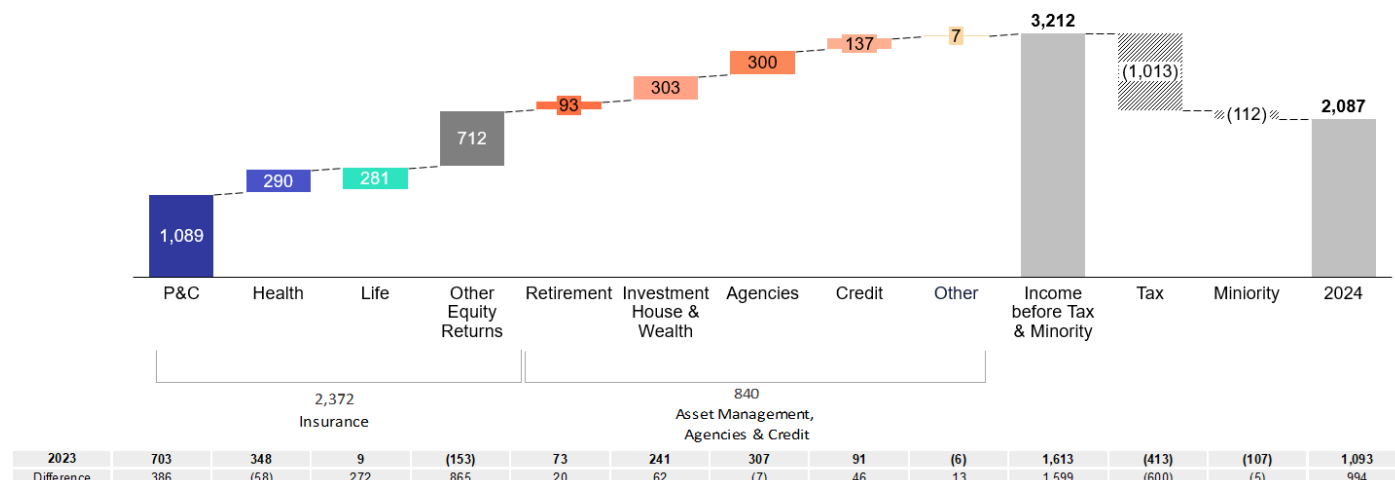 3,212
7
137
300
303
93
(1,013)
(112)
2,087
712
290
281
1,089
P&C
Health
Life
Other
Equity
Returns
Retirement
Investment
House &
Wealth
Agencies
Credit
Other
Income
before Tax
& Minority
Tax
Miniority
2024
2,372
Insurance
840
Asset Management,
Agencies & Credit
2023 703 348 9 (153) 73 241 307 91 (6) 1,613 (413) (107) 1,093
Difference 386 (58) 272 865 20 62 (7) 46 13 1,599 (600) (5) 994